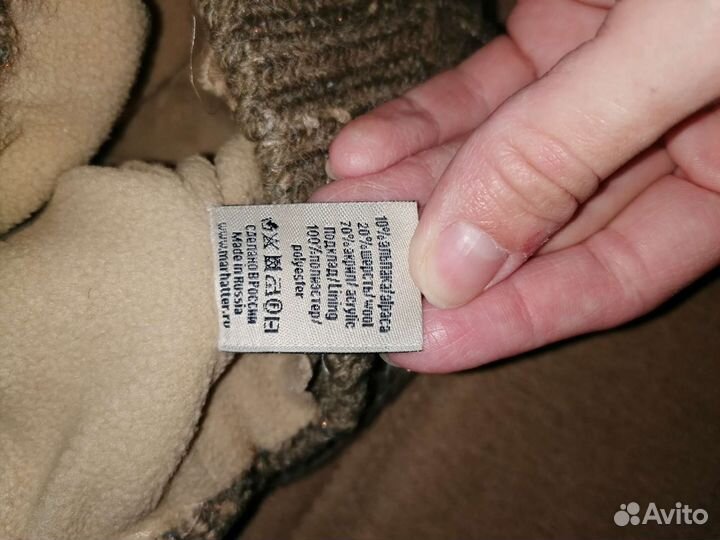 10% альпака/alpaca
20% шерсть/wool
70% акрил/ acrylic
Подклад/Lining
100% полиэстер/
polyester
СДЕЛАНО В РОССИИ
Made in Russia
www.marhatter.ru
Avito